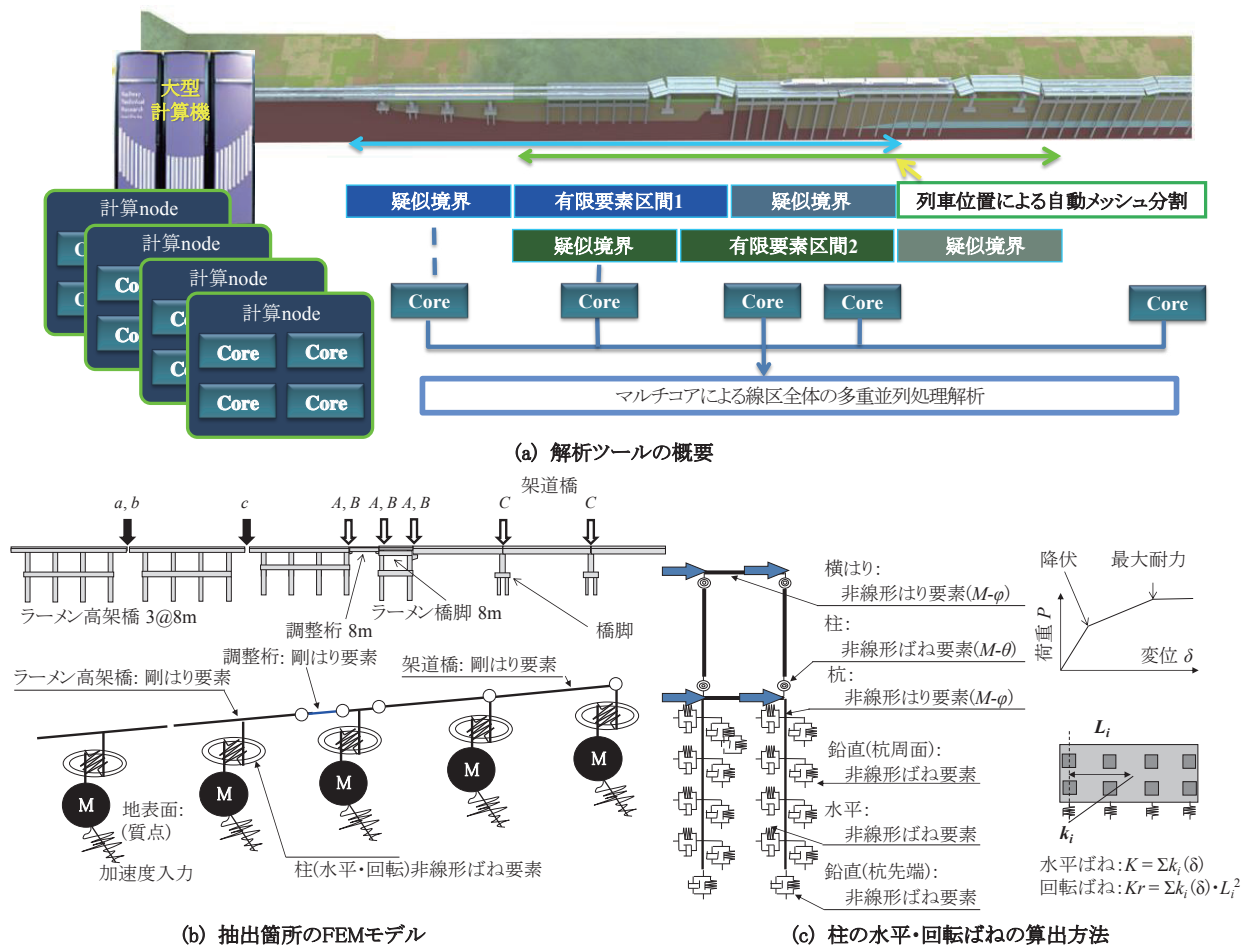 大型
計算機
Railway
Technical
Research
計算node
計算node
計算node
計算node
Core
Core
Core
Core
疑似境界
有限要素区間1
疑似境界
列車位置による自動メッシュ分割
疑似境界
有限要素区間2
疑似境界
Core
Core
Core
Core
Core
マルチコアによる線区全体の多重並列処理解析
(a) 解析ツールの概要
a, b
c
A, B
A, B
A, B
C
架道橋
C
ラーメン高架橋 3@8m
調整桁 8m
ラーメン橋脚 8m
橋脚
調整桁：剛はり要素
ラーメン高架橋：剛はり要素
架道橋：剛はり要素
M
M
M
M
M
地表面：
(質点)
加速度入力
柱(水平・回転)非線形ばね要素
(b) 抽出箇所のFEMモデル
横はり：
非線形はり要素(M-φ)
柱：
非線形ばね要素(M-θ)
杭：
非線形はり要素(M-φ)
鉛直(杭周面)：
非線形ばね要素
水平：
非線形ばね要素
鉛直(杭先端)：
非線形ばね要素
降伏
最大耐力
荷重 P
変位 δ
Li
ki
水平ばね：K = Σki(δ)
回転ばね：Kr = Σki(δ)・Li²
(c) 柱の水平・回転ばねの算出方法